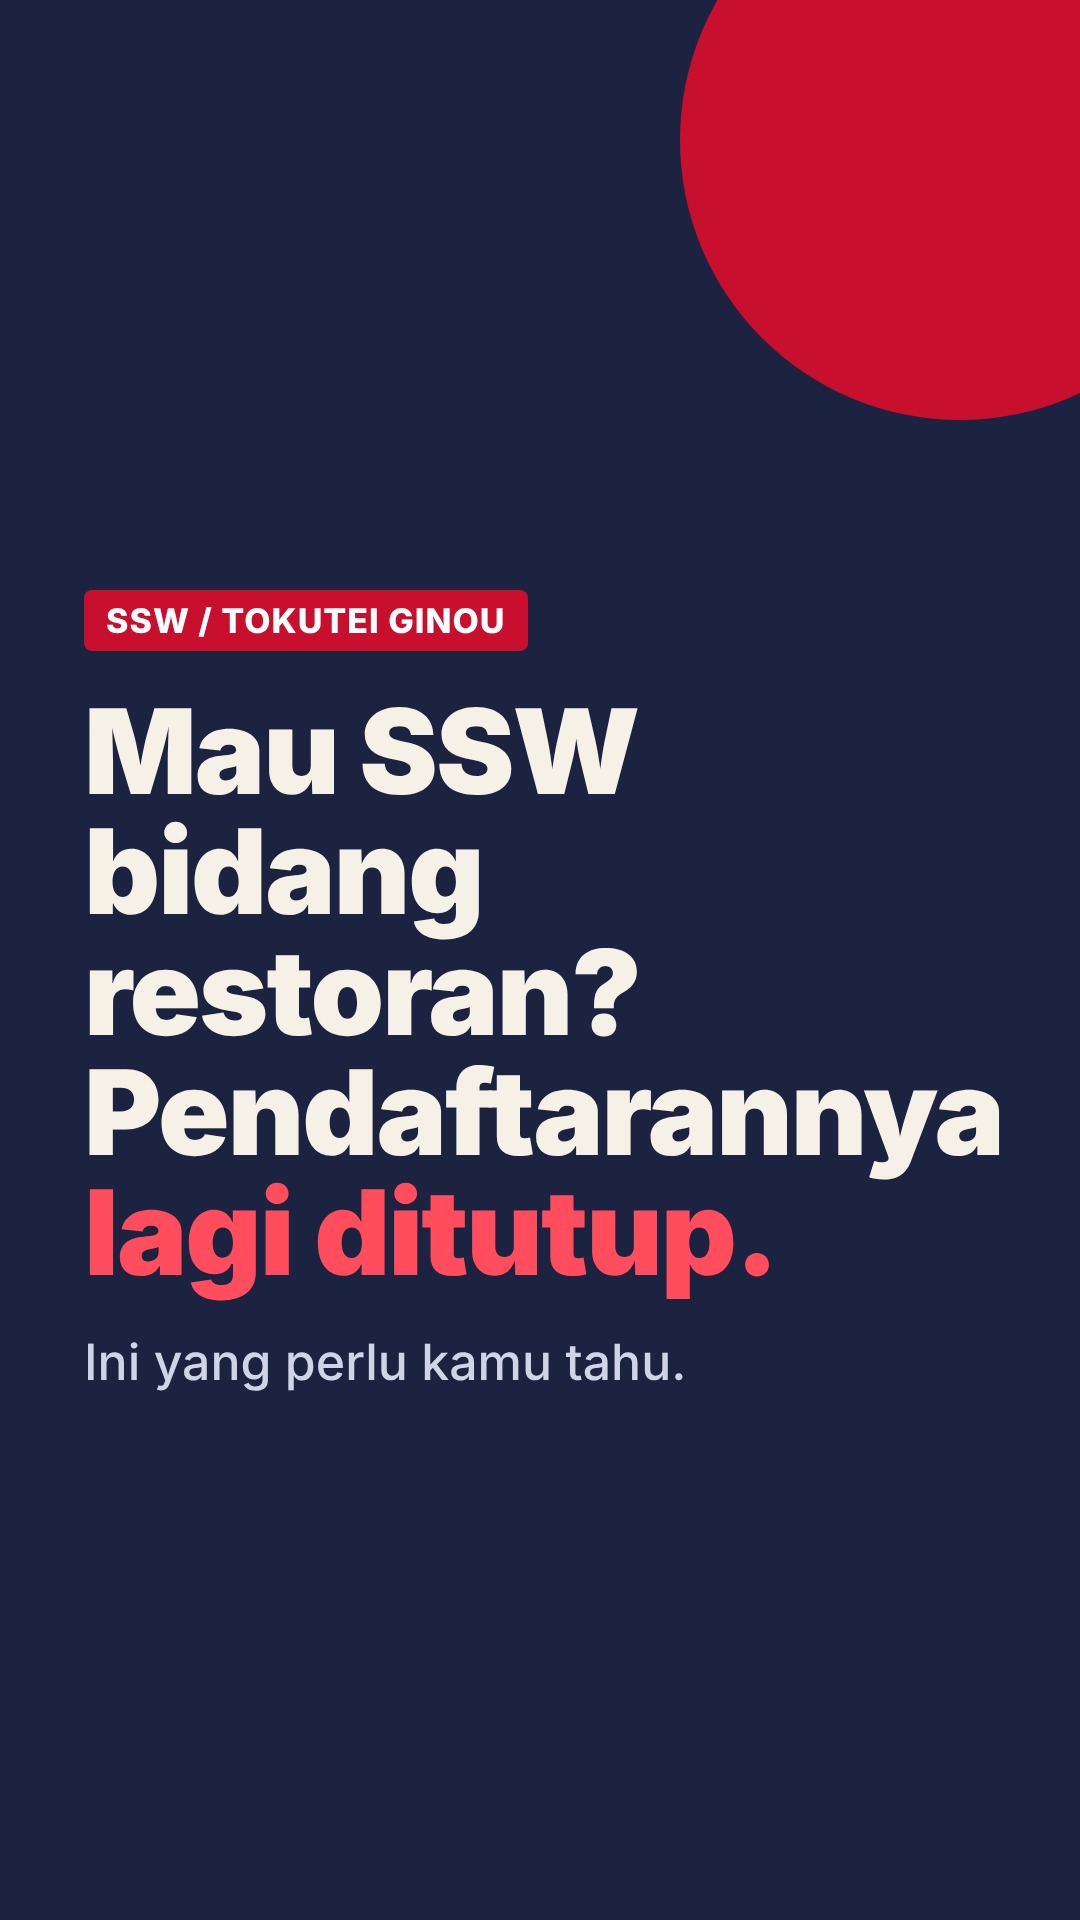 SSW / TOKUTEI GINOU
Mau SSW
bidang
restoran?
Pendaftarannya
lagi ditutup.
Ini yang perlu kamu tahu.